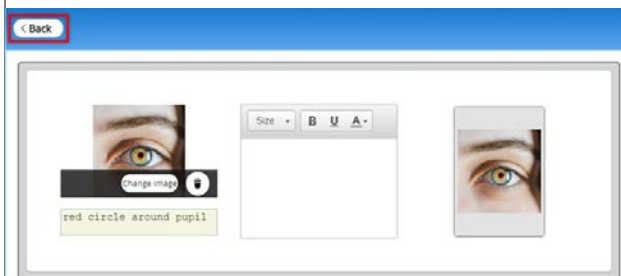 < Back
Size B U A
Change image
red circle around pupil